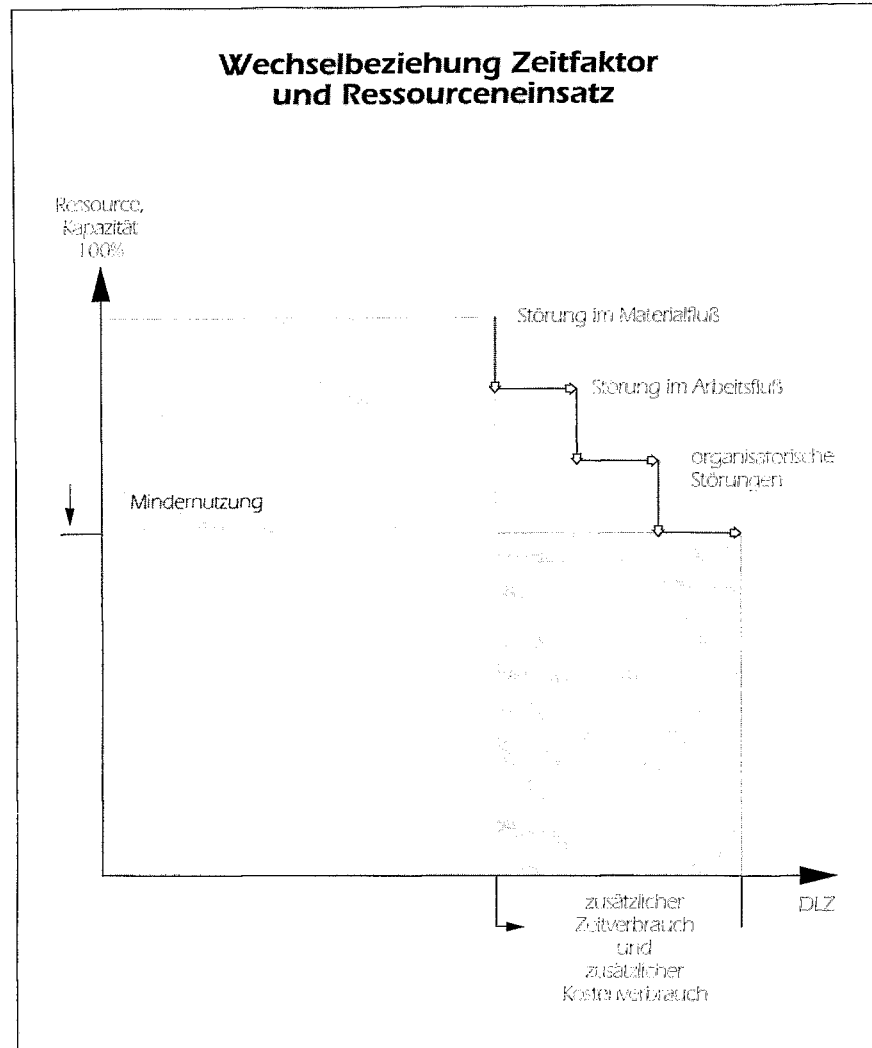 Wechselbeziehung Zeitfaktor
und Ressourceneinsatz
Ressource,
Kapazität
100%
Störung im Materialfluß
Störung im Arbeitsfluß
organisatorische
Störungen
Mindernutzung
DLZ
zusätzlicher
Zeitverbrauch
und
zusätzlicher
Kostenverbrauch